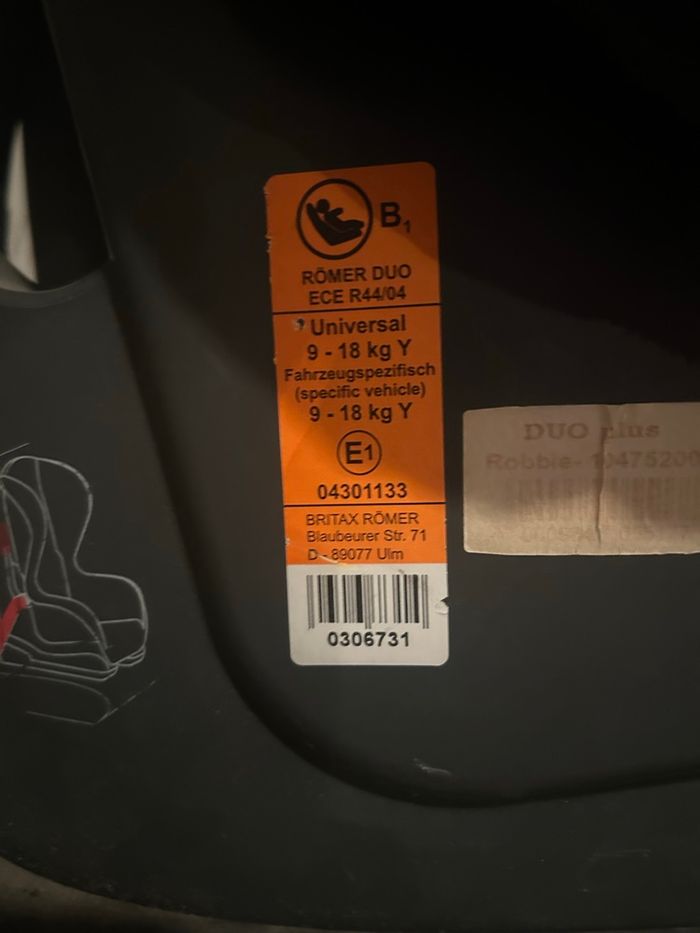 B1
RÖMER DUO
ECE R44/04
Universal
9 - 18 kg Y
Fahrzeugspezifisch
(specific vehicle)
9 - 18 kg Y
E1
04301133
BRITAX RÖMER
Blaubeurer Str. 71
D - 89077 Ulm
0306731
DUO plus
Robbie-